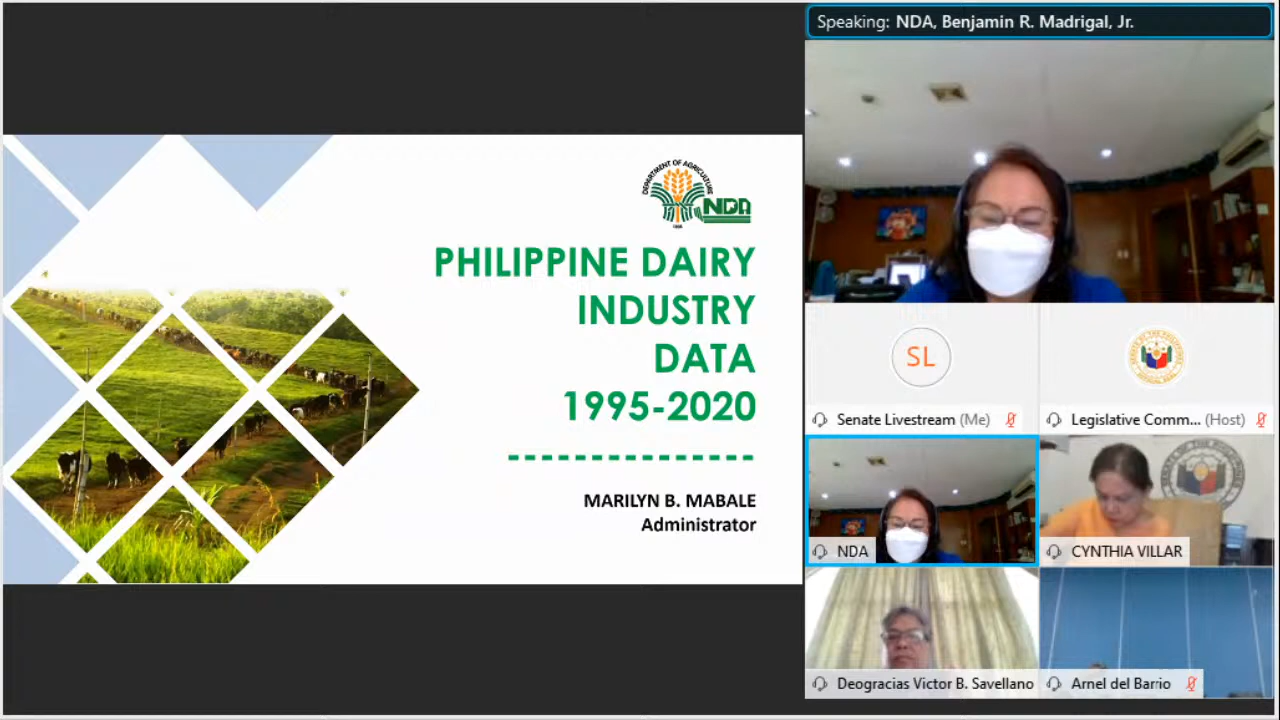 Speaking: NDA, Benjamin R. Madrigal, Jr.
DEPARTMENT OF AGRICULTURE
NDA
PHILIPPINE DAIRY
INDUSTRY
DATA
1995-2020
MARILYN B. MABALE
Administrator
SL
Senate Livestream (Me)
Legislative Comm... (Host)
NDA
CYNTHIA VILLAR
Deogracias Victor B. Savellano
Arnel del Barrio